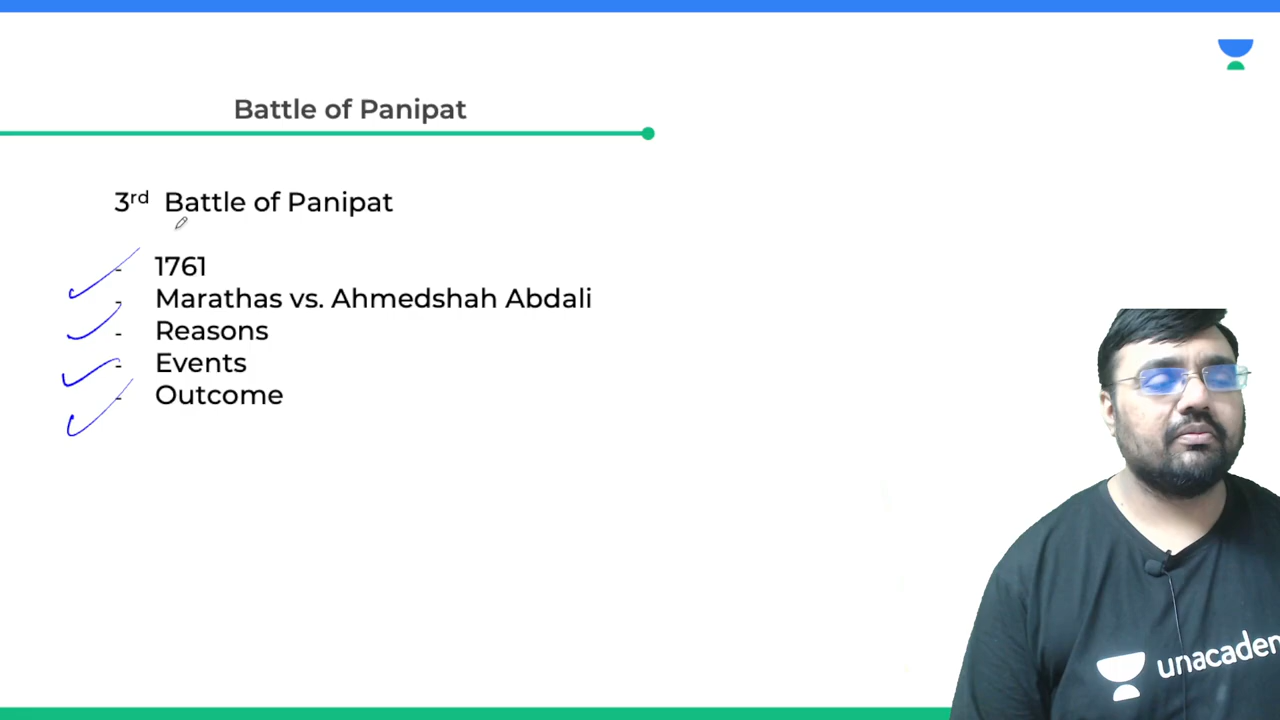 Battle of Panipat
3rd Battle of Panipat
- 1761
- Marathas vs. Ahmedshah Abdali
- Reasons
- Events
- Outcome
unacadem